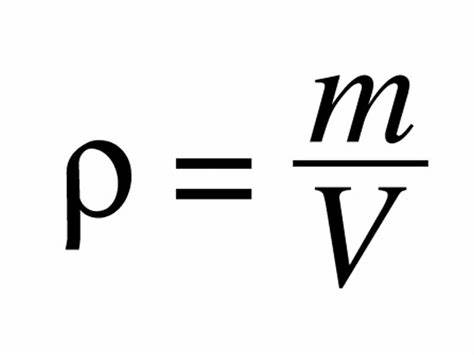 ρ = m/V